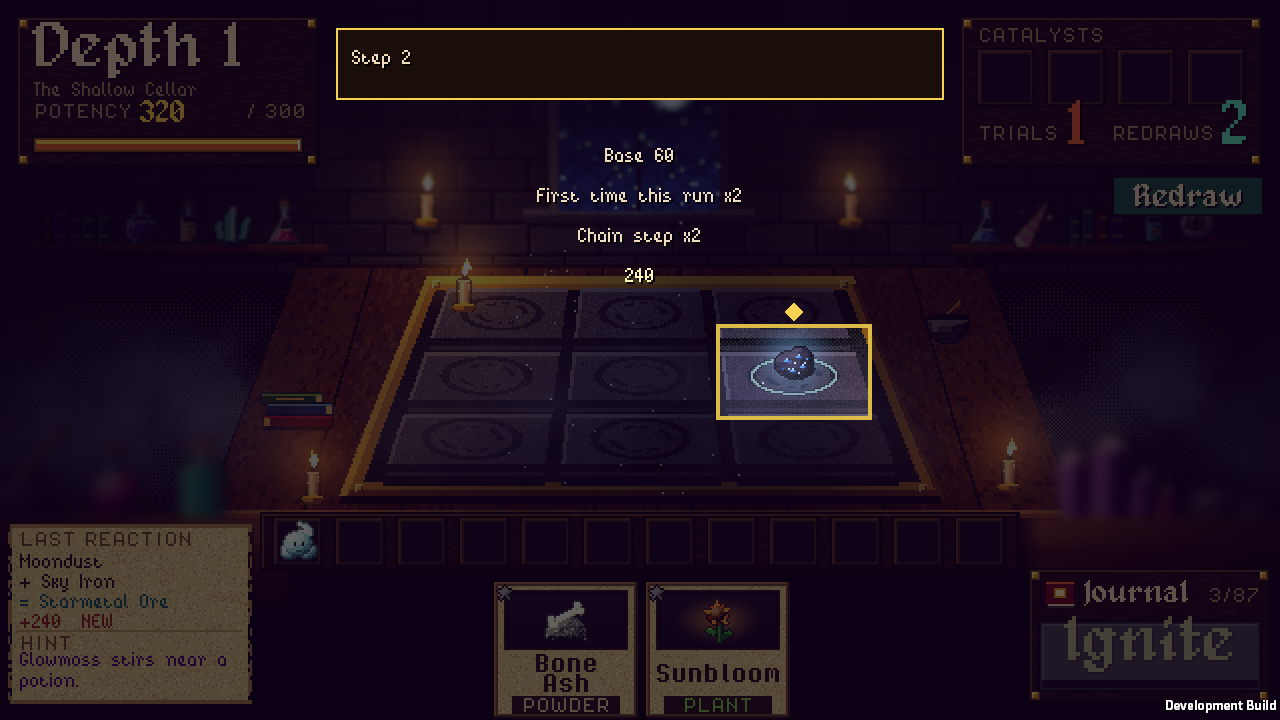 Depth 1
The Shallow Cellar
POTENCY 320 / 300
Step 2
CATALYSTS
TRIALS 1 REDRAWS 2
Redraw
Base 60
First time this run x2
Chain step x2
240
LAST REACTION
Moondust
+ Sky Iron
= Starmetal Ore
+240 NEW
HINT
Glowmoss stirs near a
potion.
Bone
Ash
POWDER
Sunbloom
PLANT
Journal 3/87
Ignite
Development Build